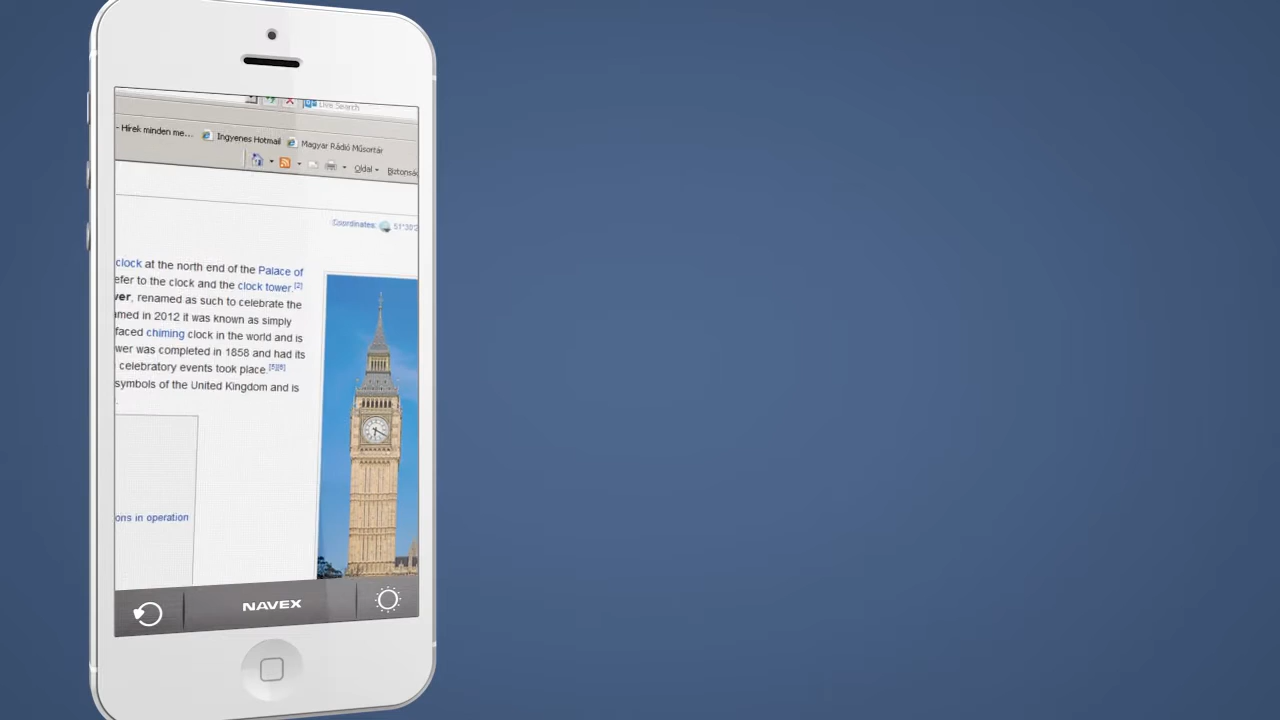 Live Search
- Hírek minden me...
Ingyenes Hotmail
Magyar Rádió Műsortár
Oldal
Biztonsá
Coordinates: 51°30'2
clock at the north end of the Palace of
efer to the clock and the clock tower.[2]
wer, renamed as such to celebrate the
amed in 2012 it was known as simply
faced chiming clock in the world and is
wer was completed in 1858 and had its
celebratory events took place.[5][6]
symbols of the United Kingdom and is
ons in operation
NAVEX